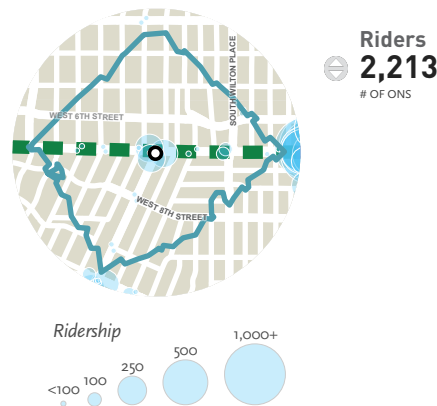 Riders
2,213
# OF ONS
SOUTH WILTON PLACE
WEST 6TH STREET
WEST 8TH STREET
Ridership
<100
100
250
500
1,000+